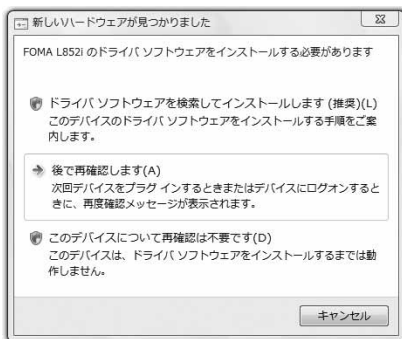 新しいハードウェアが見つかりました
FOMA L852i のドライバ ソフトウェアをインストールする必要があります
ドライバ ソフトウェアを検索してインストールします (推奨)(L)
このデバイスのドライバ ソフトウェアをインストールする手順をご案
内します。
後で再確認します(A)
次回デバイスをプラグ インするときまたはデバイスにログオンすると
きに、再度確認メッセージが表示されます。
このデバイスについて再確認は不要です(D)
このデバイスは、ドライバ ソフトウェアをインストールするまでは動
作しません。
キャンセル